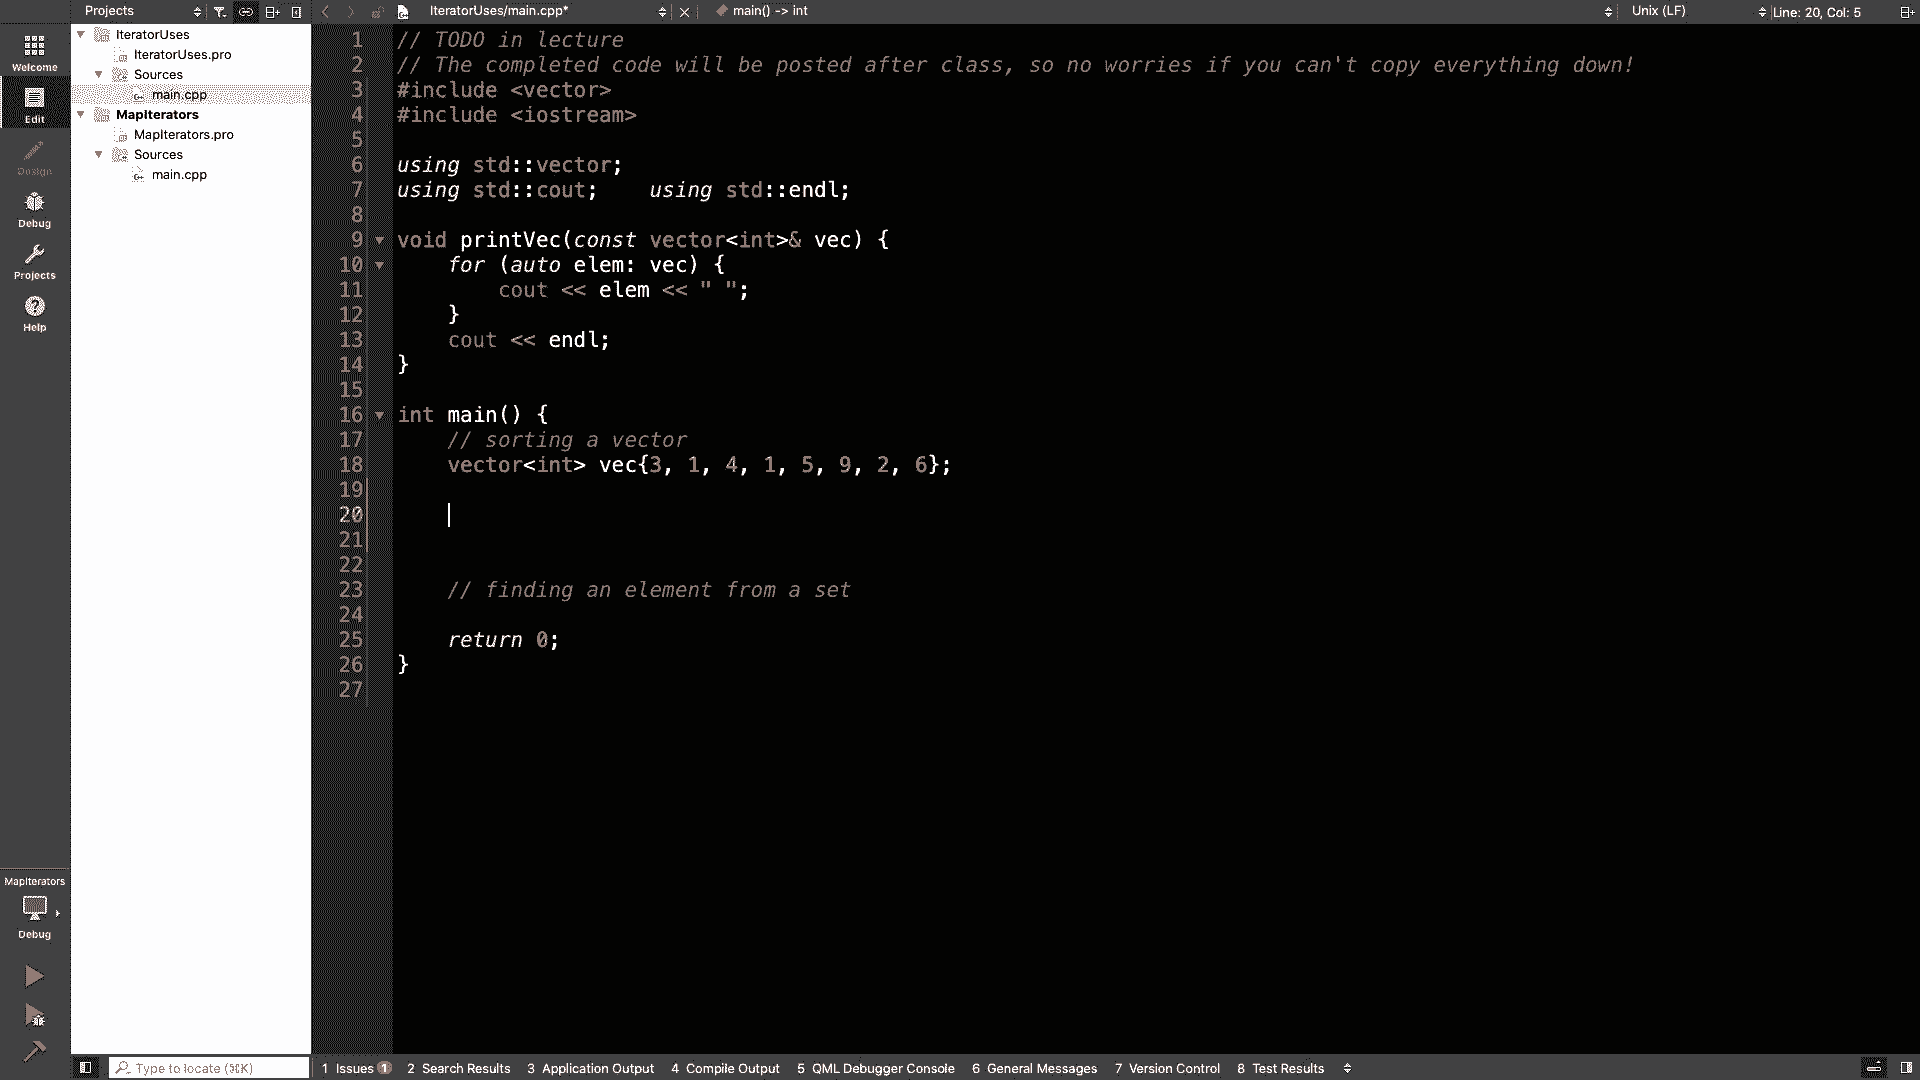 Projects
IteratorUses/main.cpp*
main() -> int
Unix (LF)
Line: 20, Col: 5
Welcome
Edit
Design
Debug
Projects
Help
IteratorUses
IteratorUses.pro
Sources
main.cpp
MapIterators
MapIterators.pro
Sources
main.cpp
1 // TODO in lecture
2 // The completed code will be posted after class, so no worries if you can't copy everything down!
3 #include <vector>
4 #include <iostream>
5
6 using std::vector;
7 using std::cout;    using std::endl;
8
9 void printVec(const vector<int>& vec) {
10     for (auto elem: vec) {
11         cout << elem << " ";
12     }
13     cout << endl;
14 }
15
16 int main() {
17     // sorting a vector
18     vector<int> vec{3, 1, 4, 1, 5, 9, 2, 6};
19
20
21
22
23     // finding an element from a set
24
25     return 0;
26 }
27
MapIterators
Debug
Type to locate (⌘K)
1 Issues 1 2 Search Results 3 Application Output 4 Compile Output 5 QML Debugger Console 6 General Messages 7 Version Control 8 Test Results